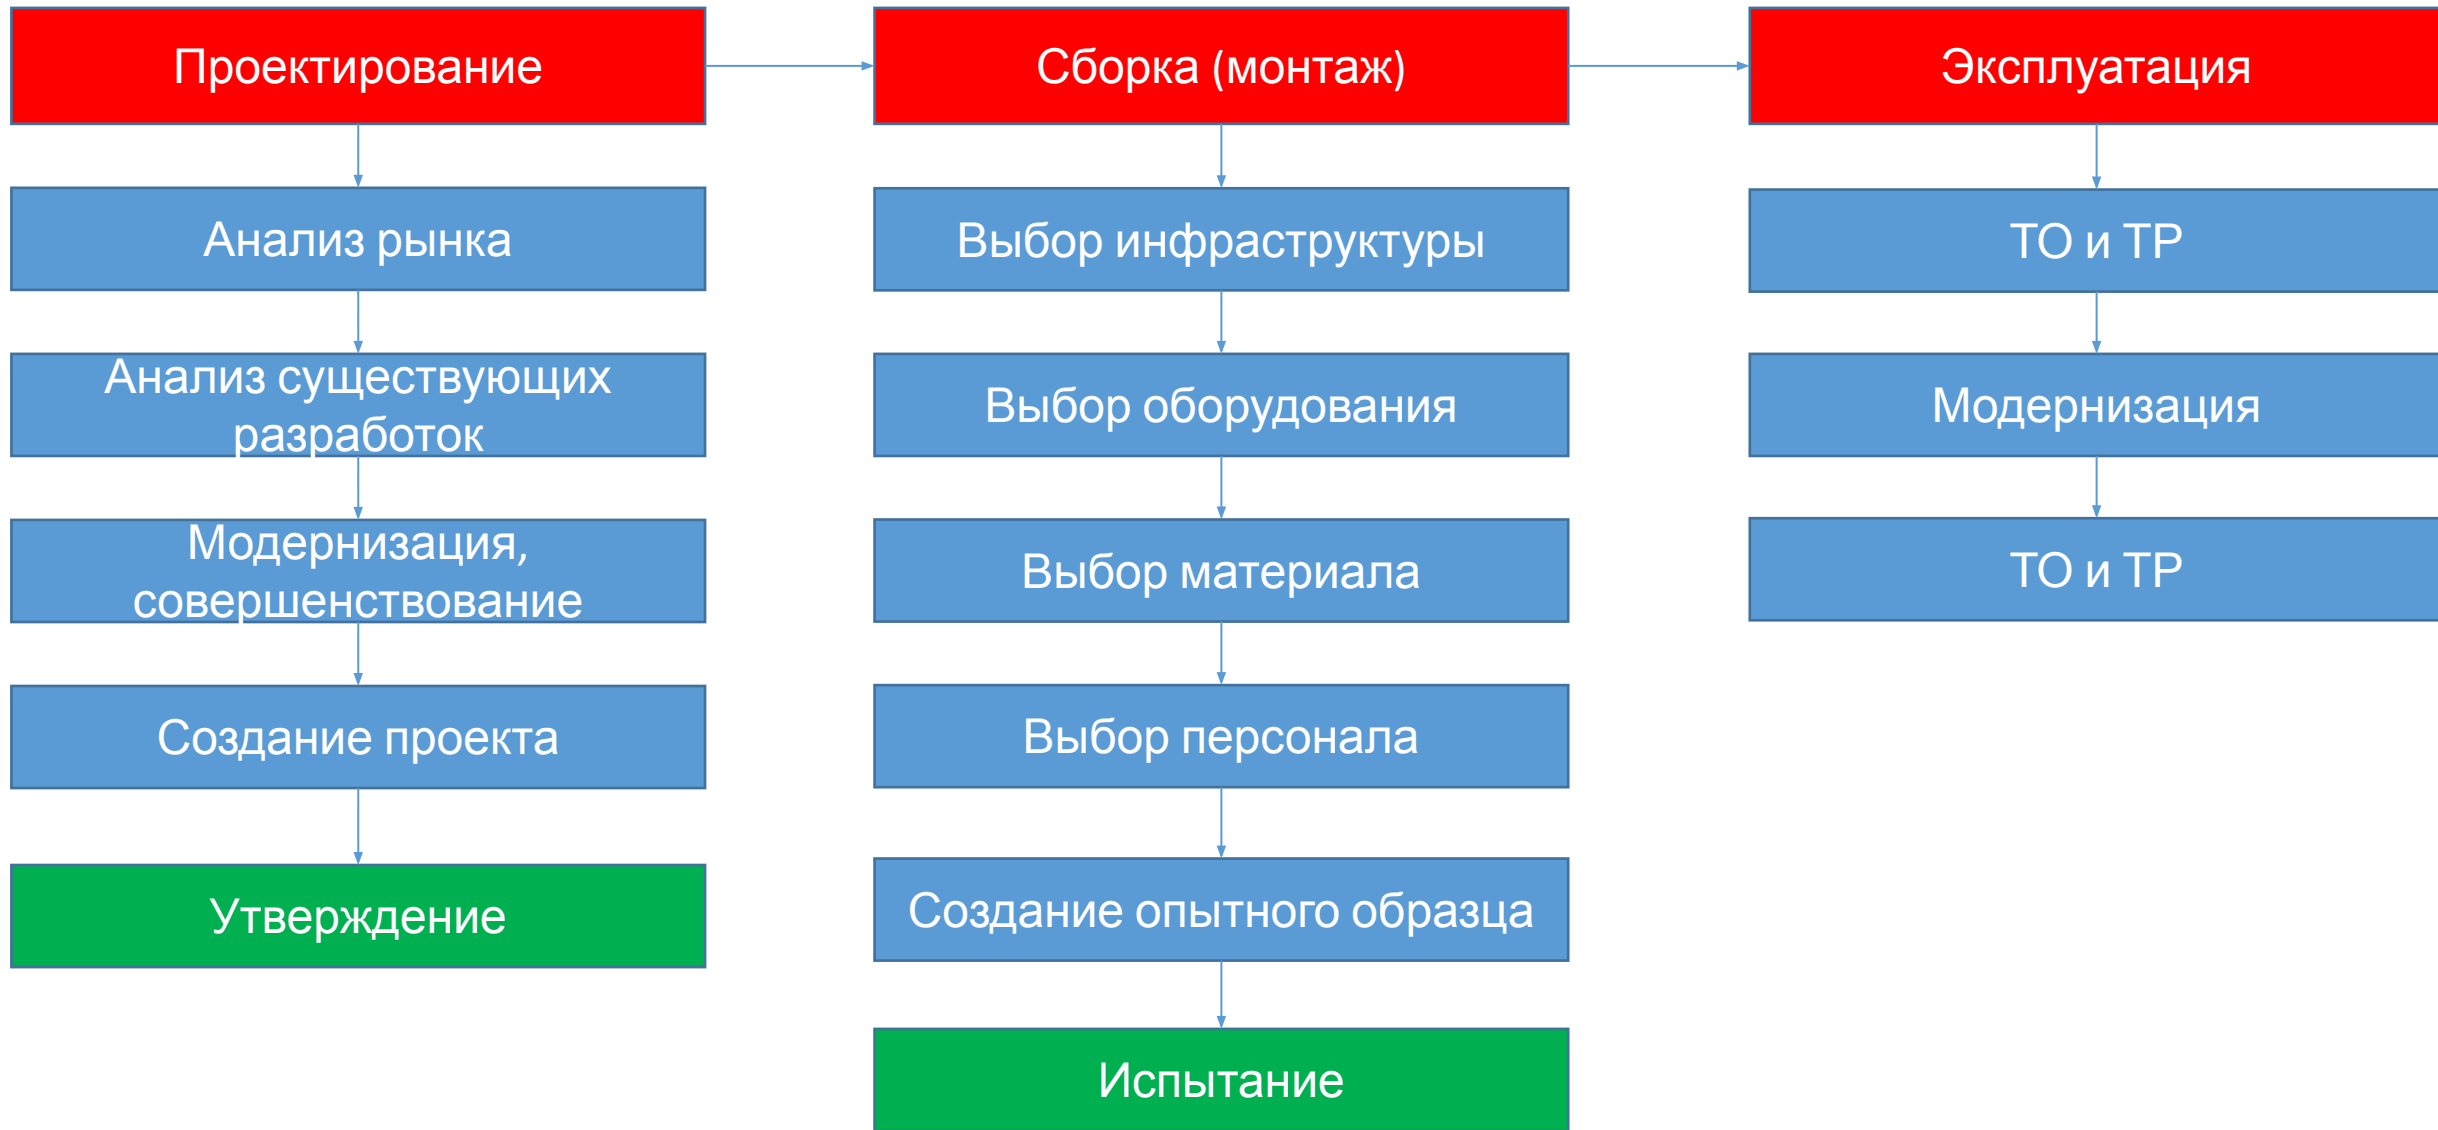 Проектирование
Анализ рынка
Анализ существующих
разработок
Модернизация,
совершенствование
Создание проекта
Утверждение
Сборка (монтаж)
Выбор инфраструктуры
Выбор оборудования
Выбор материала
Выбор персонала
Создание опытного образца
Испытание
Эксплуатация
ТО и ТР
Модернизация
ТО и ТР